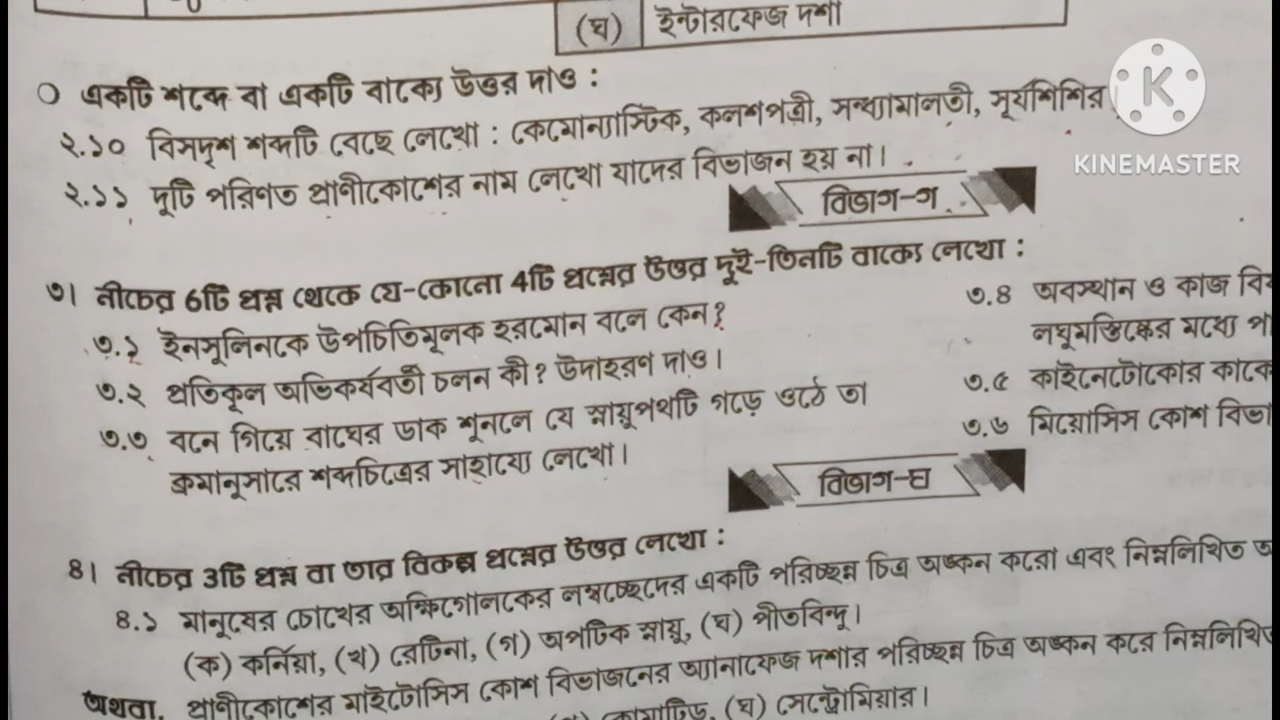 (ঘ) ইন্টারফেজ দশা
একটি শব্দে বা একটি বাক্যে উত্তর দাও :
২.১০ বিসদৃশ শব্দটি বেছে লেখো : কেমোন্যাস্টিক, কলশপত্রী, সন্ধ্যামালতী, সূর্যশিশির
২.১১ দুটি পরিণত প্রাণীকোশের নাম লেখো যাদের বিভাজন হয় না।
বিভাগ-গ
৩। নীচের 6টি প্রশ্ন থেকে যে-কোনো 4টি প্রশ্নের উত্তর দুই-তিনটি বাক্যে লেখো :
৩.১ ইনসুলিনকে উপচিতিমূলক হরমোন বলে কেন?
৩.২ প্রতিকূল অভিকর্ষবর্তী চলন কী? উদাহরণ দাও।
৩.৩ বনে গিয়ে বাঘের ডাক শুনলে যে স্নায়ুপথটি গড়ে ওঠে তা
ক্রমানুসারে শব্দচিত্রের সাহায্যে লেখো।
৩.৪ অবস্থান ও কাজ
লঘুমস্তিষ্কের মধ্যে
৩.৫ কাইনেটোকোর
৩.৬ মিয়োসিস কোশ
বিভাগ-ঘ
৪। নীচের 3টি প্রশ্ন বা তার বিকল্প প্রশ্নের উত্তর লেখো :
৪.১ মানুষের চোখের অক্ষিগোলকের লম্বচ্ছেদের একটি পরিচ্ছন্ন চিত্র অঙ্কন করো এবং নিম্নলিখিত
(ক) কর্নিয়া, (খ) রেটিনা, (গ) অপটিক স্নায়ু, (ঘ) পীতবিন্দু।
অথবা, প্রাণীকোশের মাইটোসিস কোশ বিভাজনের অ্যানাফেজ দশার পরিচ্ছন্ন চিত্র অঙ্কন করে
(ঘ) সেন্ট্রোমিয়ার।
K
KINEMASTER